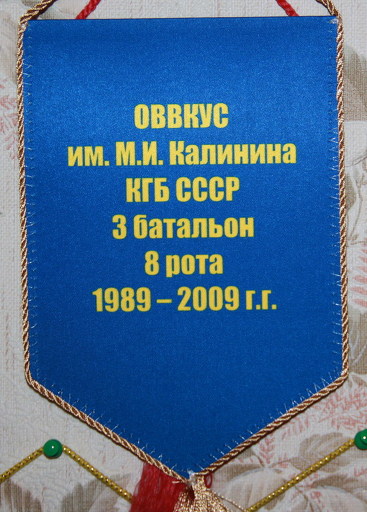 ОВВКУС
им. М.И. Калинина
КГБ СССР
3 батальон
8 рота
1989 – 2009 г.г.